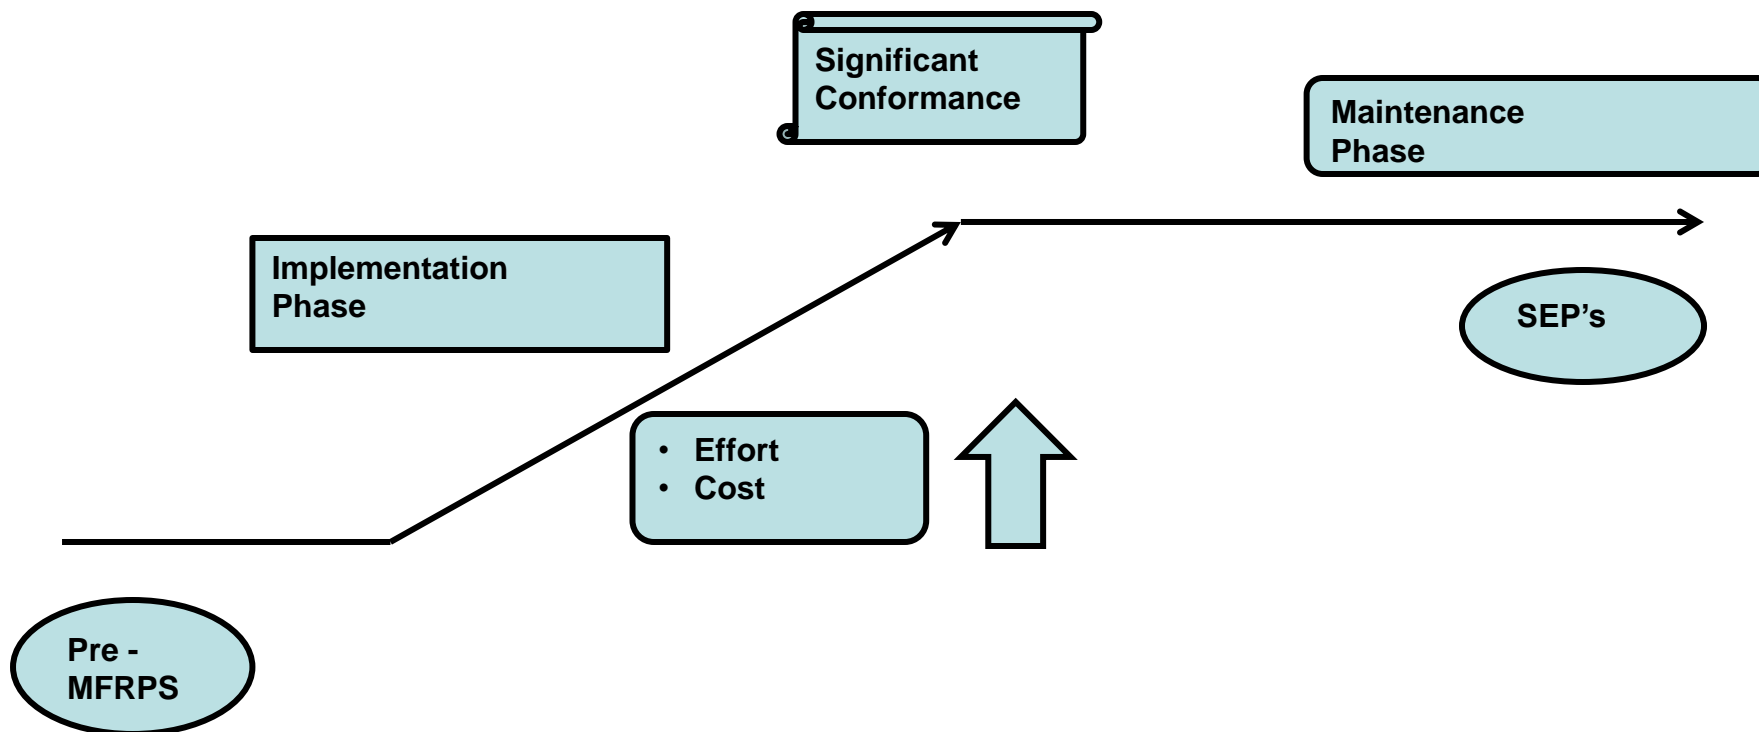 Significant
Conformance
Maintenance
Phase
Implementation
Phase
SEP’s
• Effort
• Cost
Pre -
MFRPS